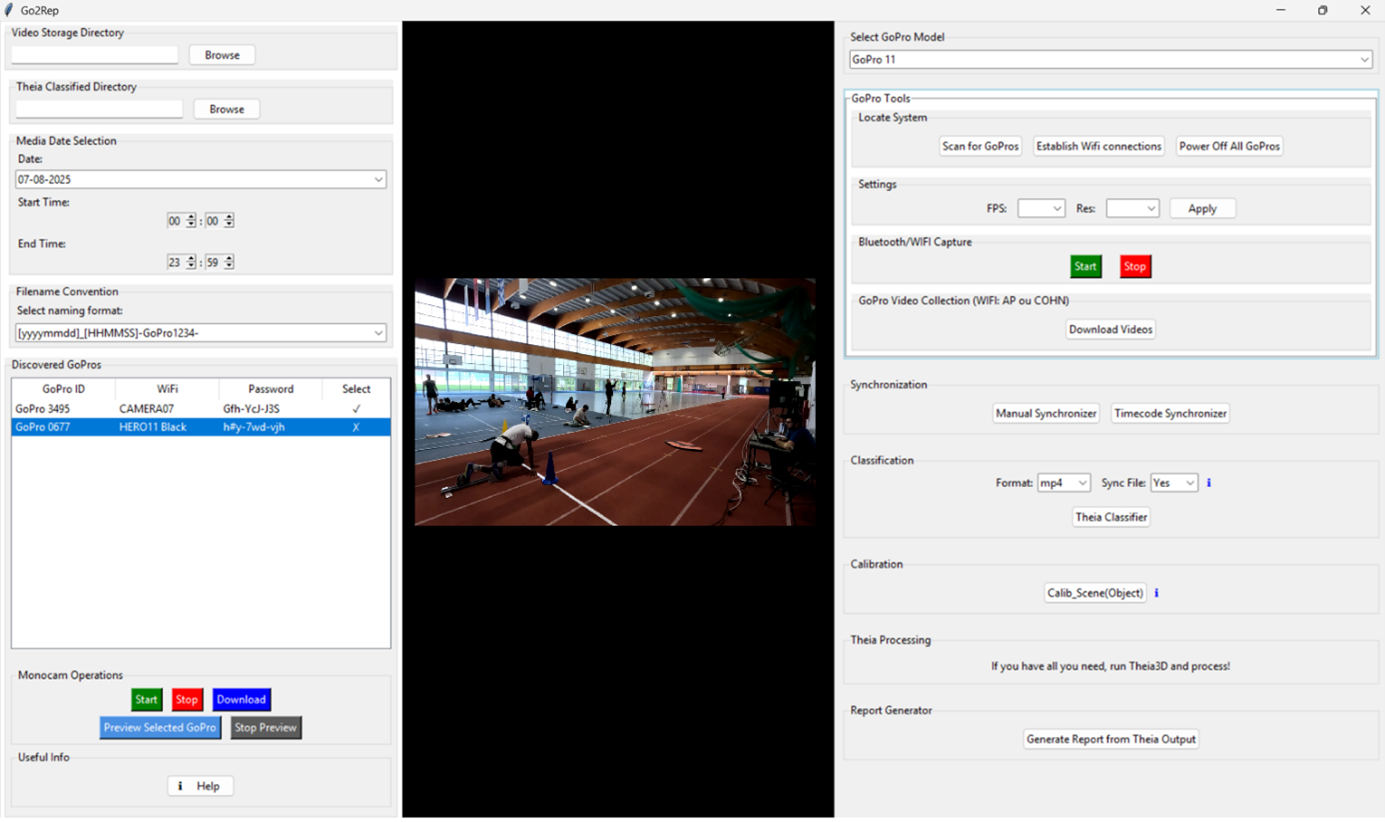 Go2Rep
Video Storage Directory
Browse
Theia Classified Directory
Browse
Media Date Selection
Date:
07-08-2025
Start Time:
00 : 00
End Time:
23 : 59
Filename Convention
Select naming format:
[yyyymmdd]_[HHMMSS]-GoPro1234-
Discovered GoPros
GoPro ID WiFi Password Select
GoPro 3495 CAMERA07 Gfh-YcJ-J3S ✓
GoPro 0677 HERO11 Black h#y-7wd-vjh X
Monocam Operations
Start Stop Download
Preview Selected GoPro Stop Preview
Useful Info
i Help
Select GoPro Model
GoPro 11
GoPro Tools
Locate System
Scan for GoPros Establish Wifi connections Power Off All GoPros
Settings
FPS: Res: Apply
Bluetooth/WIFI Capture
Start Stop
GoPro Video Collection (WIFI: AP ou COHN)
Download Videos
Synchronization
Manual Synchronizer Timecode Synchronizer
Classification
Format: mp4 Sync File: Yes i
Theia Classifier
Calibration
Calib_Scene(Object) i
Theia Processing
If you have all you need, run Theia3D and process!
Report Generator
Generate Report from Theia Output